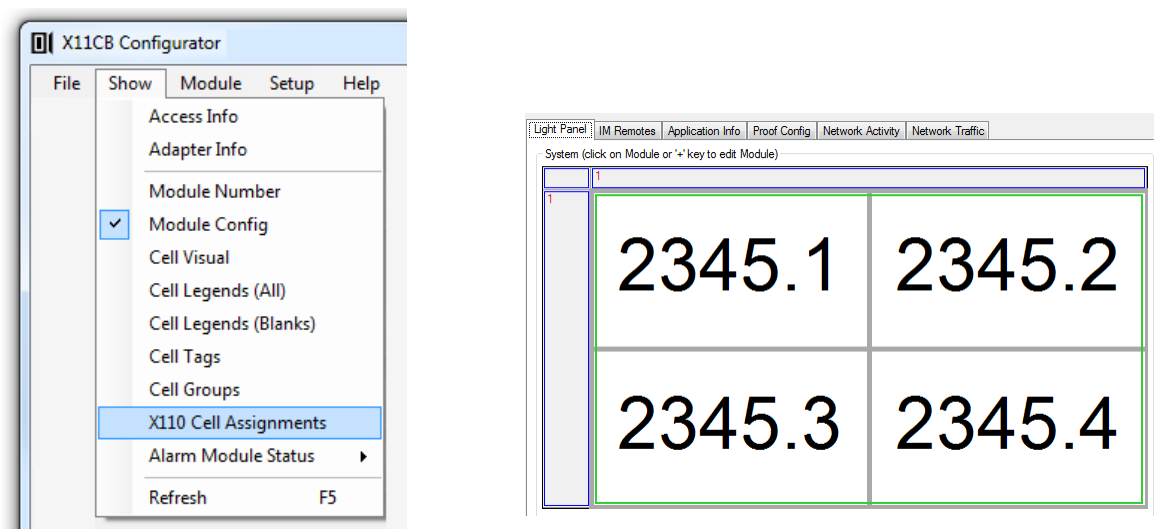 X11CB Configurator
File Show Module Setup Help
Access Info
Adapter Info
Module Number
Module Config
Cell Visual
Cell Legends (All)
Cell Legends (Blanks)
Cell Tags
Cell Groups
X110 Cell Assignments
Alarm Module Status
Refresh F5
Light Panel IM Remotes Application Info Proof Config Network Activity Network Traffic
System (click on Module or '+' key to edit Module)
1
1
2345.1 2345.2
2345.3 2345.4